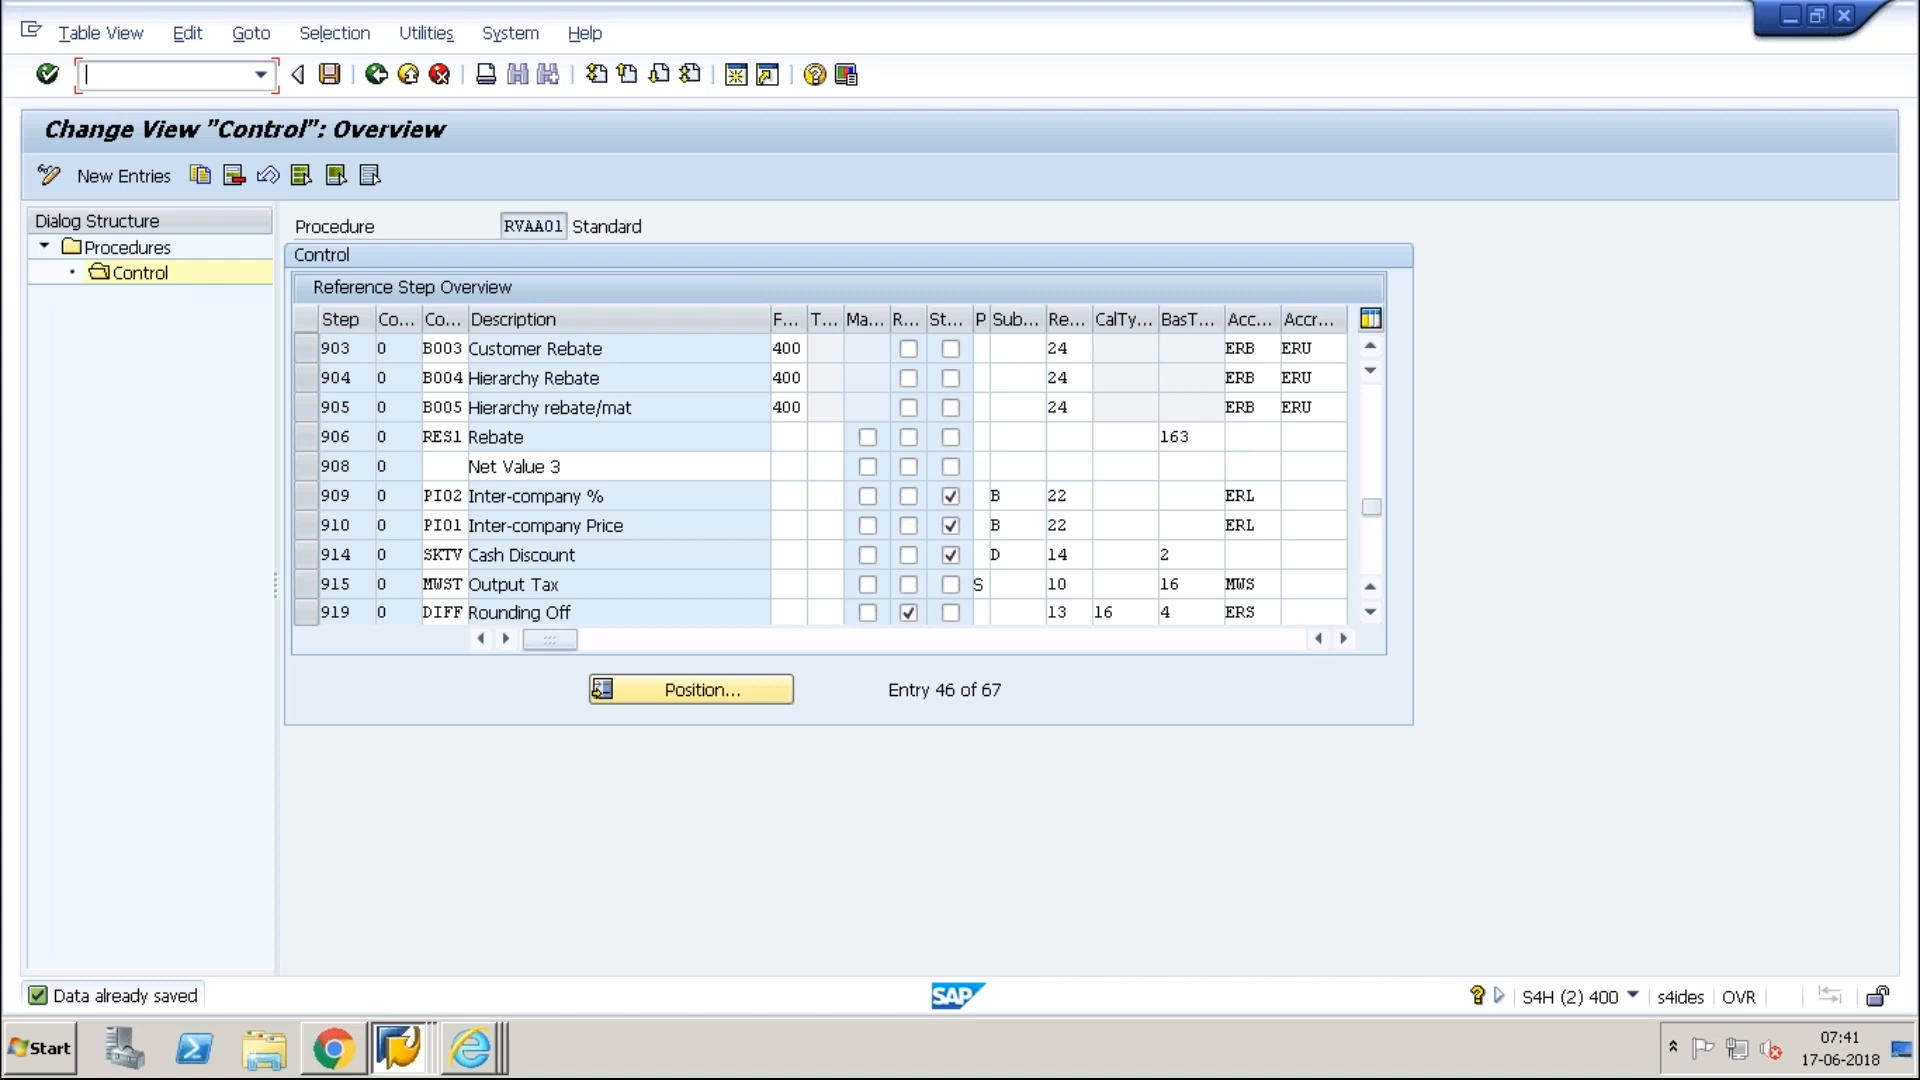 Table View Edit Goto Selection Utilities System Help
Change View "Control": Overview
New Entries
Dialog Structure
Procedures
Control
Procedure RVAA01 Standard
Control
Reference Step Overview
Step Co... Co... Description F... T... Ma... R... St... P Sub... Re... CalTy... BasT... Acc... Accr...
903 0 B003 Customer Rebate 400 24 ERB ERU
904 0 B004 Hierarchy Rebate 400 24 ERB ERU
905 0 B005 Hierarchy rebate/mat 400 24 ERB ERU
906 0 RES1 Rebate 163
908 0 Net Value 3
909 0 PI02 Inter-company % B 22 ERL
910 0 PI01 Inter-company Price B 22 ERL
914 0 SKTV Cash Discount D 14 2
915 0 MWST Output Tax S 10 16 MWS
919 0 DIFF Rounding Off 13 16 4 ERS
Position... Entry 46 of 67
Data already saved SAP S4H (2) 400 s4ides OVR
Start 07:41
17-06-2018